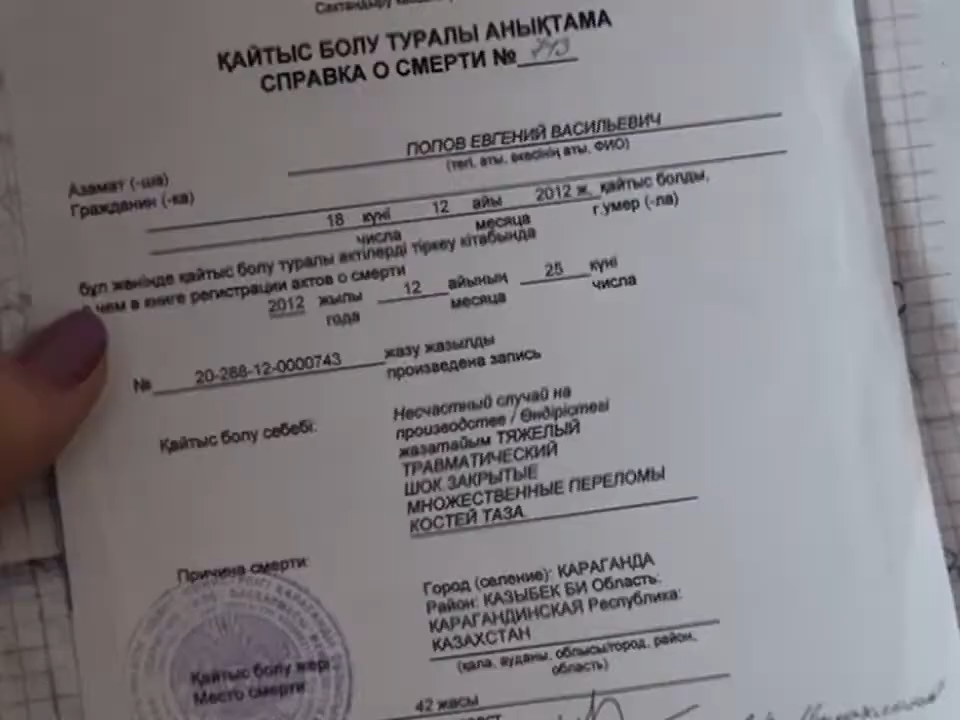 ҚАЙТЫС БОЛУ ТУРАЛЫ АНЫҚТАМА
СПРАВКА О СМЕРТИ № 743
ПОПОВ ЕВГЕНИЙ ВАСИЛЬЕВИЧ
Азамат (-ша) (тегі, аты, әкесінің аты, ФИО)
Гражданин (-ка)
18 күні 12 айы 2012 ж. қайтыс болды,
числа месяца г.умер (-ла)
бұл жөнінде қайтыс болу туралы актілерді тіркеу кітабында
о чем в книге регистрации актов о смерти
2012 жылы 12 айының 25 күні
года месяца числа
№ 20-288-12-0000743 жазу жазылды
произведена запись
Қайтыс болу себебі: Несчастный случай на
производстве / Өндірістегі
жазатайым ТЯЖЕЛЫЙ
ТРАВМАТИЧЕСКИЙ
ШОК.ЗАКРЫТЫЕ
МНОЖЕСТВЕННЫЕ ПЕРЕЛОМЫ
КОСТЕЙ ТАЗА.
Причина смерти:
Город (селение): КАРАГАНДА
Район: КАЗЫБЕК БИ Область:
КАРАГАНДИНСКАЯ Республика:
КАЗАХСТАН
Қайтыс болу жері (қала, ауданы, облысы/город, район,
Место смерти область)
42 жасы